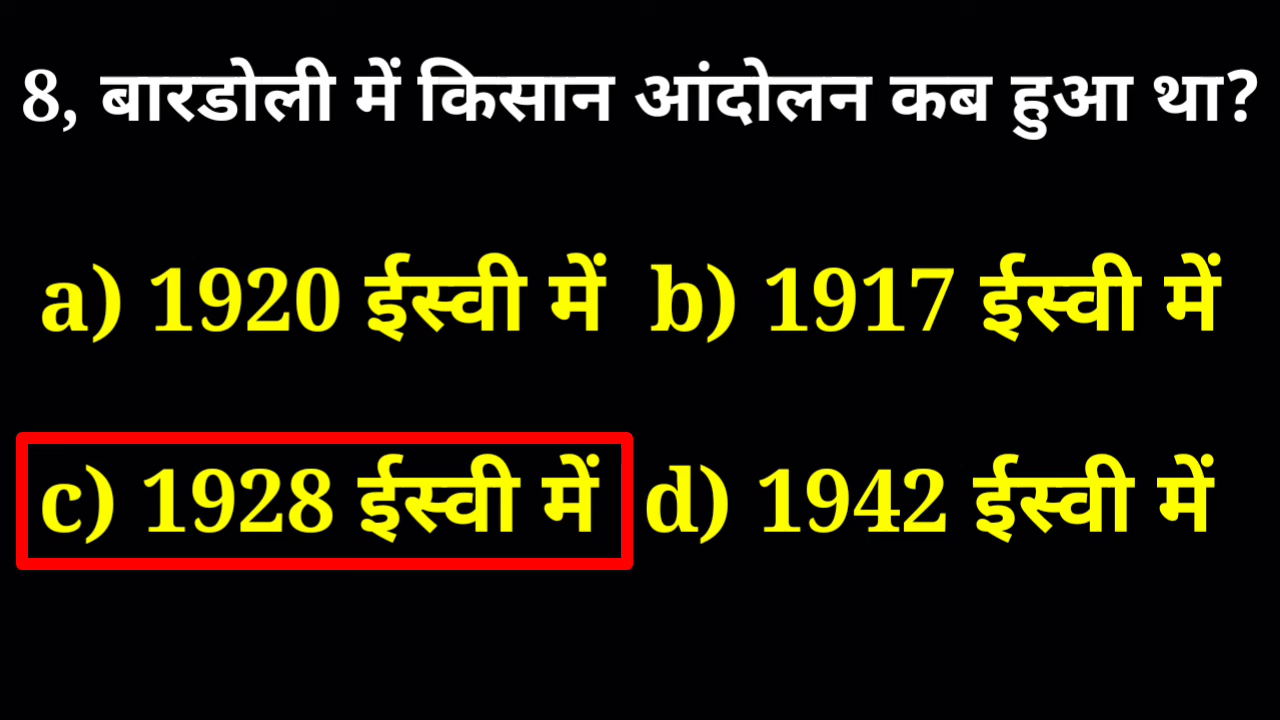 8, बारडोली में किसान आंदोलन कब हुआ था?
a) 1920 ईस्वी में b) 1917 ईस्वी में
c) 1928 ईस्वी में d) 1942 ईस्वी में